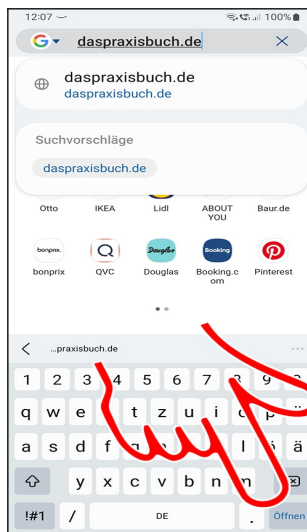 12:07
100%
G daspraxisbuch.de
daspraxisbuch.de
daspraxisbuch.de
Suchvorschläge
daspraxisbuch.de
Otto IKEA Lidl ABOUT YOU Baur.de
bonprix. Q Douglas Booking
bonprix QVC Douglas Booking.com Pinterest
...praxisbuch.de
1 2 3 4 5 6 7 8 9
q w e t z u i p ü
a s d f l ö ä
y x c v b n m
!#1 / DE . Öffnen